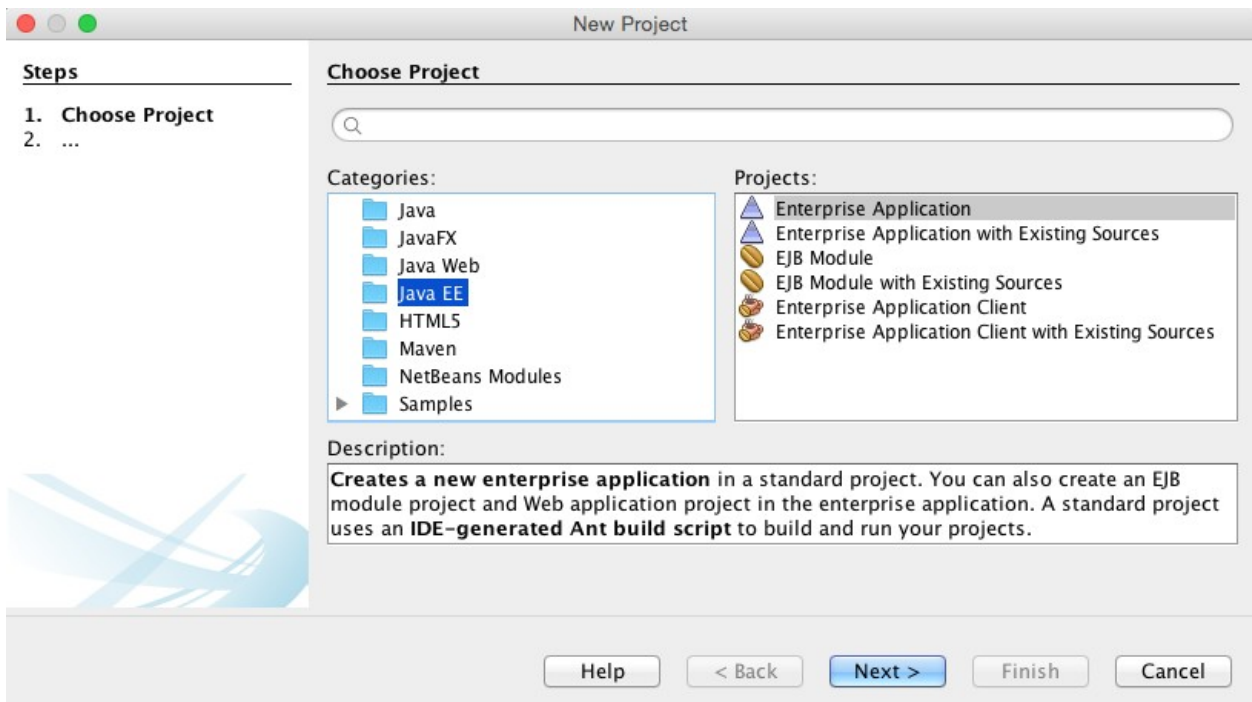 New Project
Steps
1. Choose Project
2. ...
Choose Project
Categories:
Java
JavaFX
Java Web
Java EE
HTML5
Maven
NetBeans Modules
Samples
Projects:
Enterprise Application
Enterprise Application with Existing Sources
EJB Module
EJB Module with Existing Sources
Enterprise Application Client
Enterprise Application Client with Existing Sources
Description:
Creates a new enterprise application in a standard project. You can also create an EJB
module project and Web application project in the enterprise application. A standard project
uses an IDE-generated Ant build script to build and run your projects.
Help
< Back
Next >
Finish
Cancel